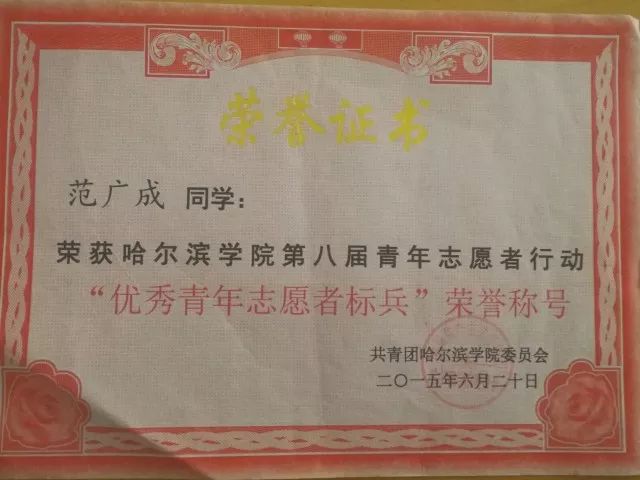 荣誉证书
范广成 同学：
荣获哈尔滨学院第八届青年志愿者行动
“优秀青年志愿者标兵”荣誉称号
共青团哈尔滨学院委员会
二〇一五年六月二十日